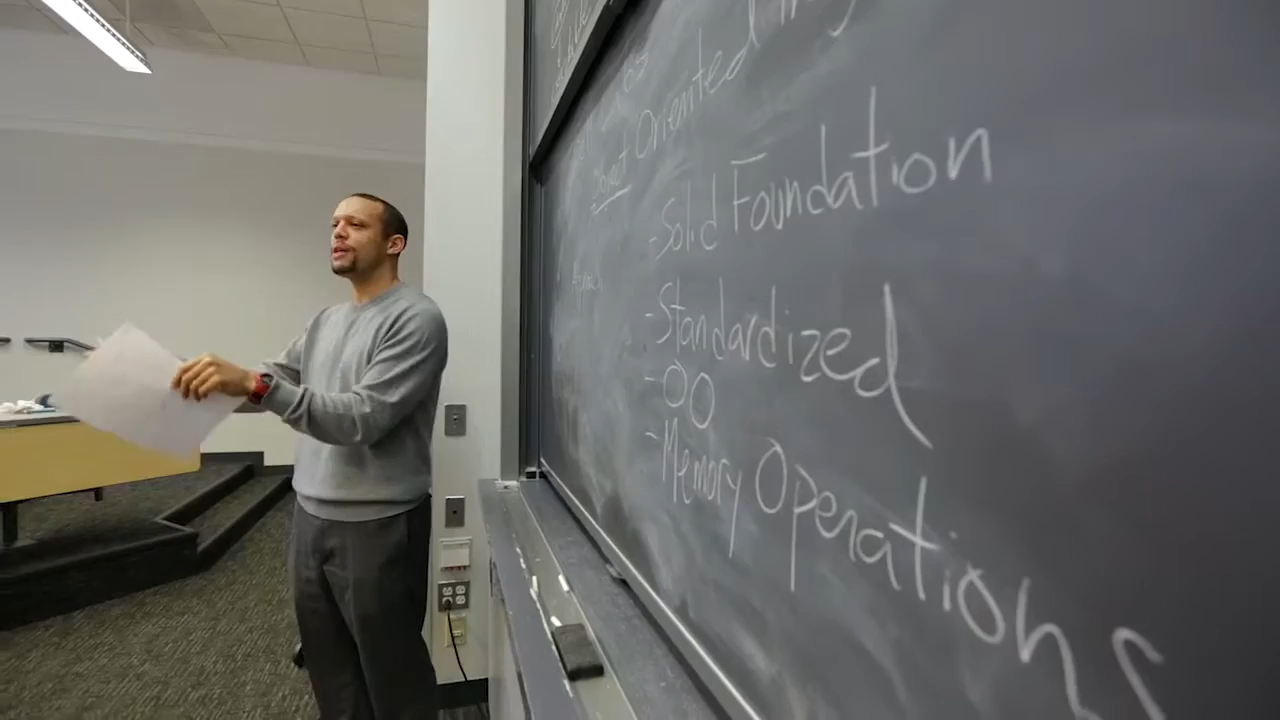 Object Oriented
- Solid Foundation
- Standardized
- OO
- Memory Operations